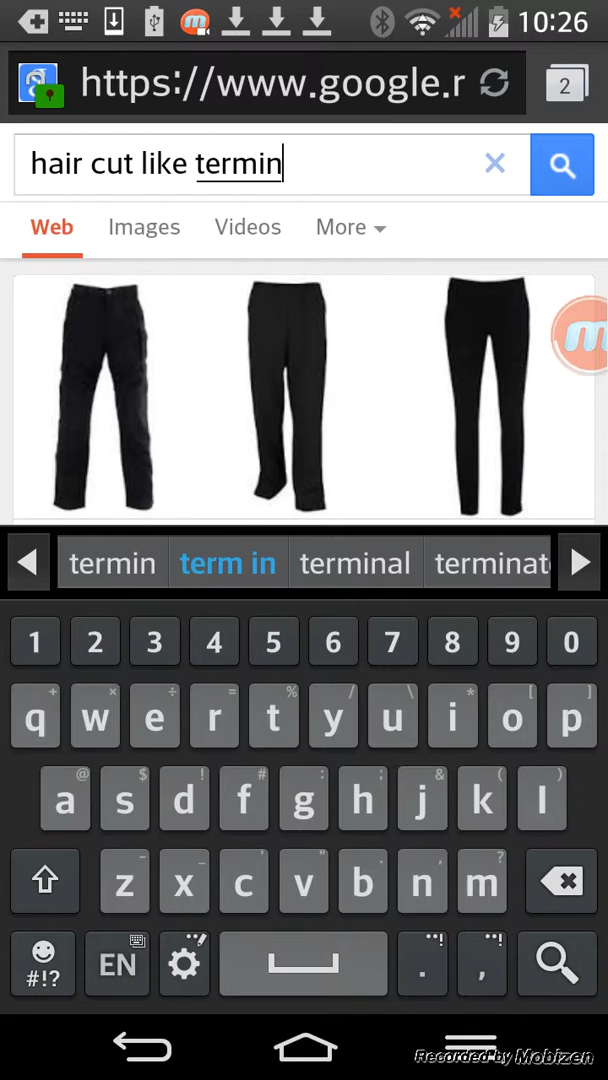 10:26
https://www.google.r
2
hair cut like termin
Web Images Videos More
termin term in terminal terminat
1 2 3 4 5 6 7 8 9 0
+ × ÷ = % / \ * [ ]
q w e r t y u i o p
@ $ ! # : ; & ( )
a s d f g h j k l
- _ ' " . , ?
z x c v b n m
#!? EN . ,
Recorded by Mobizen